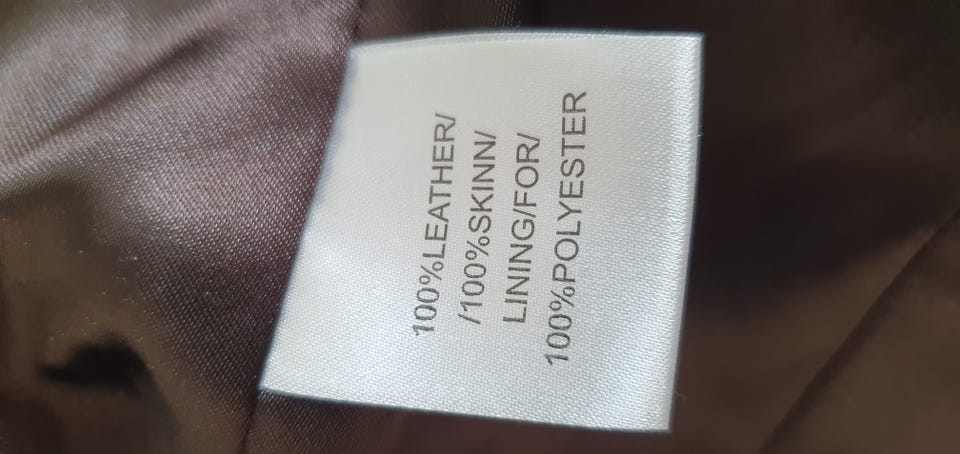 100%LEATHER/
/100%SKINN/
LINING/FOR/
100%POLYESTER